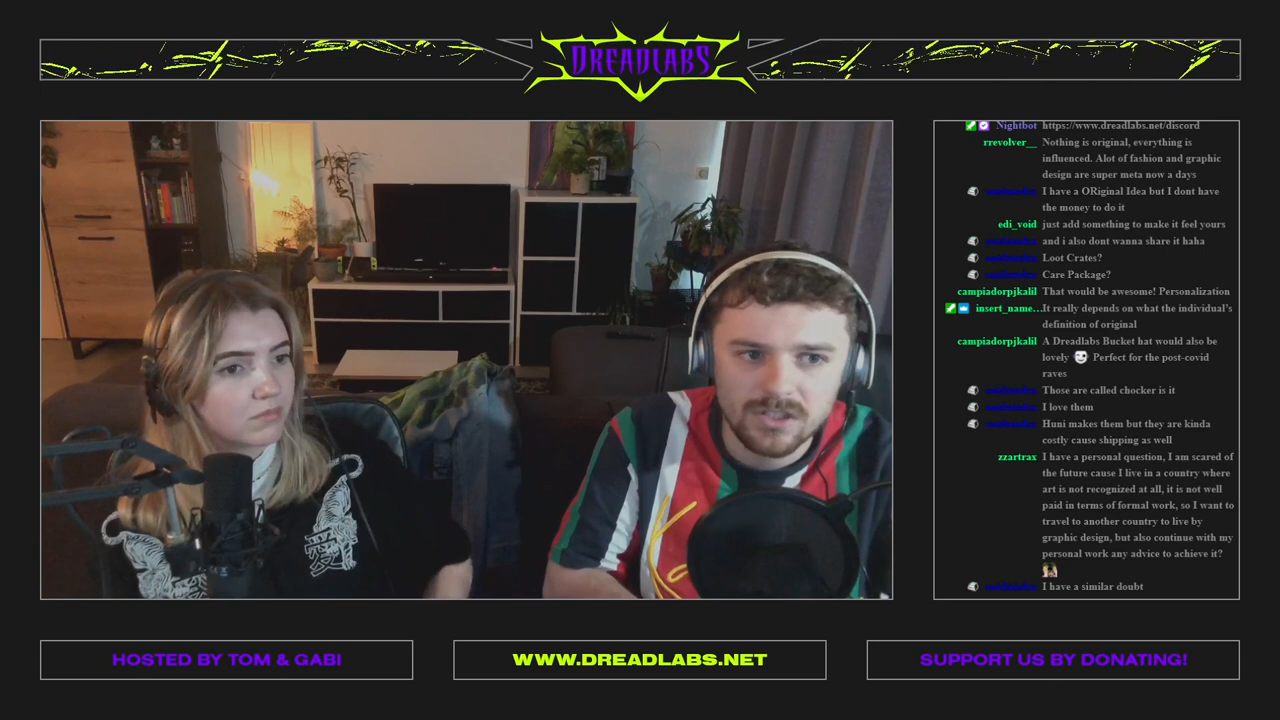 DREADLABS
Nightbot https://www.dreadlabs.net/discord
rrevolver__ Nothing is original, everything is
influenced. Alot of fashion and graphic
design are super meta now a days
I have a ORiginal Idea but I dont have
the money to do it
edi_void just add something to make it feel yours
and i also dont wanna share it haha
Loot Crates?
Care Package?
campiadorpjkalil That would be awesome! Personalization
insert_name... It really depends on what the individual's
definition of original
campiadorpjkalil A Dreadlabs Bucket hat would also be
lovely Perfect for the post-covid
raves
Those are called chocker is it
I love them
Huni makes them but they are kinda
costly cause shipping as well
zzartrax I have a personal question, I am scared of
the future cause I live in a country where
art is not recognized at all, it is not well
paid in terms of formal work, so I want to
travel to another country to live by
graphic design, but also continue with my
personal work any advice to achieve it?
I have a similar doubt
HOSTED BY TOM & GABI
WWW.DREADLABS.NET
SUPPORT US BY DONATING!